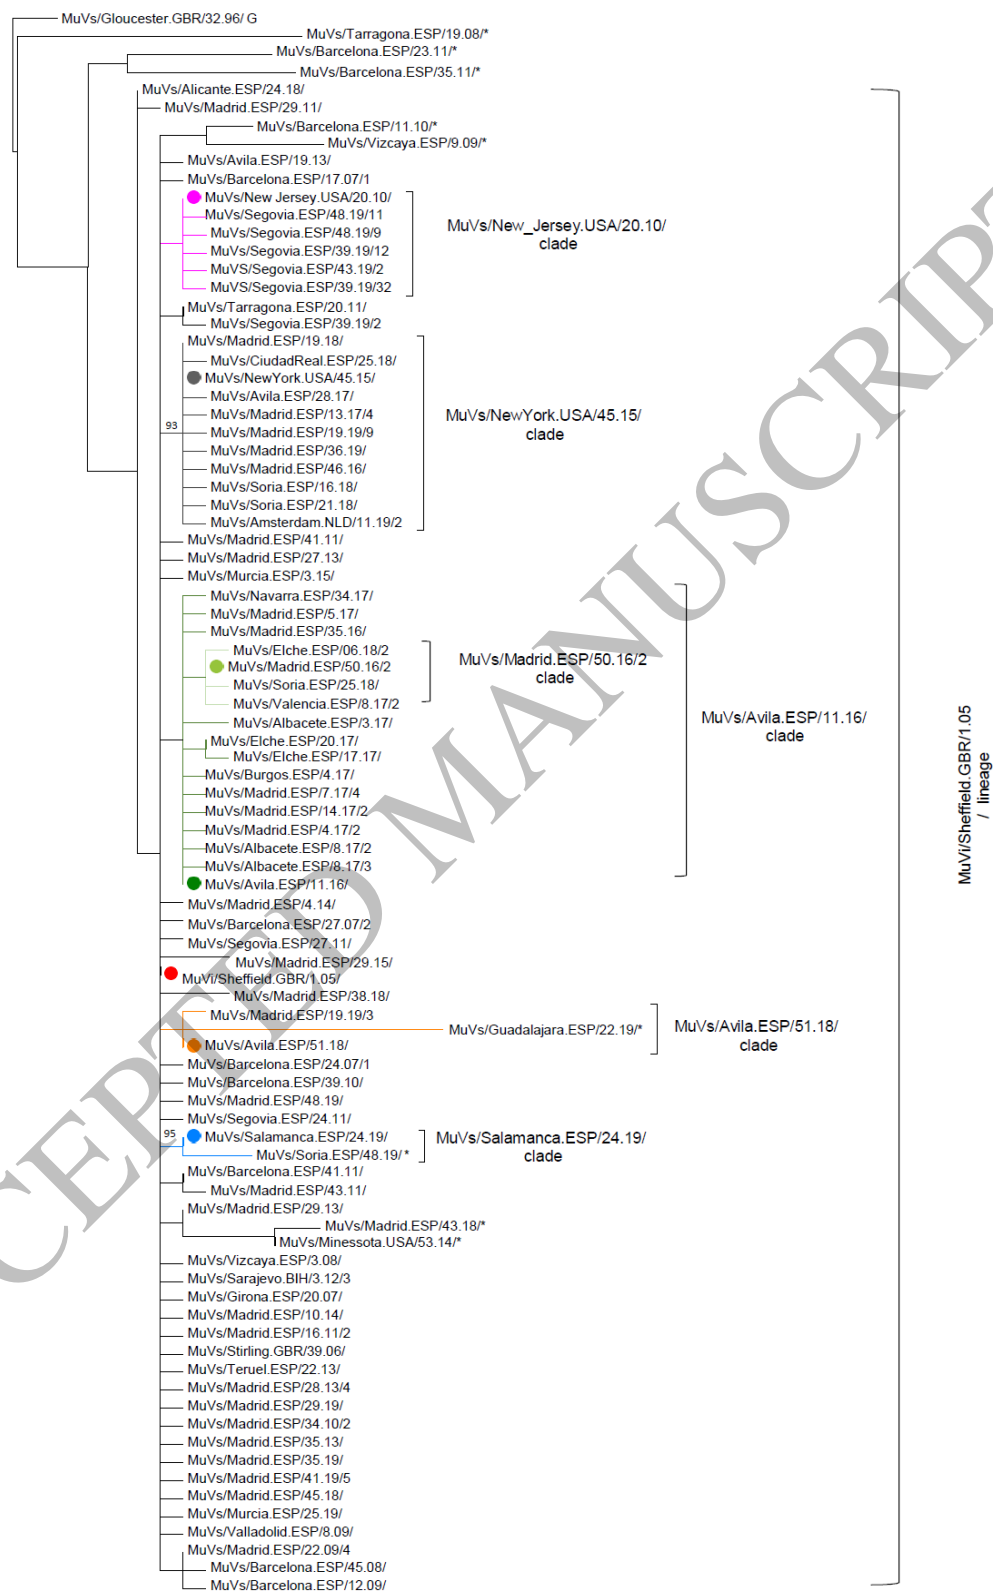 MuVs/Gloucester.GBR/32.96/ G
MuVs/Tarragona.ESP/19.08/*
MuVs/Barcelona.ESP/23.11/*
MuVs/Barcelona.ESP/35.11/*
MuVs/Alicante.ESP/24.18/
MuVs/Madrid.ESP/29.11/
MuVs/Barcelona.ESP/11.10/*
MuVs/Vizcaya.ESP/9.09/*
MuVs/Avila.ESP/19.13/
MuVs/Barcelona.ESP/17.07/1
MuVs/New Jersey.USA/20.10/
MuVs/Segovia.ESP/48.19/11
MuVs/Segovia.ESP/48.19/9
MuVs/Segovia.ESP/39.19/12
MuVS/Segovia.ESP/43.19/2
MuVS/Segovia.ESP/39.19/32
MuVs/New_Jersey.USA/20.10/
clade
MuVs/Tarragona.ESP/20.11/
MuVs/Segovia.ESP/39.19/2
MuVs/Madrid.ESP/19.18/
MuVs/CiudadReal.ESP/25.18/
MuVs/NewYork.USA/45.15/
MuVs/Avila.ESP/28.17/
MuVs/Madrid.ESP/13.17/4
93
MuVs/Madrid.ESP/19.19/9
MuVs/Madrid.ESP/36.19/
MuVs/Madrid.ESP/46.16/
MuVs/Soria.ESP/16.18/
MuVs/Soria.ESP/21.18/
MuVs/Amsterdam.NLD/11.19/2
MuVs/NewYork.USA/45.15/
clade
MuVs/Madrid.ESP/41.11/
MuVs/Madrid.ESP/27.13/
MuVs/Murcia.ESP/3.15/
MuVs/Navarra.ESP/34.17/
MuVs/Madrid.ESP/5.17/
MuVs/Madrid.ESP/35.16/
MuVs/Elche.ESP/06.18/2
MuVs/Madrid.ESP/50.16/2
MuVs/Soria.ESP/25.18/
MuVs/Valencia.ESP/8.17/2
MuVs/Madrid.ESP/50.16/2
clade
MuVs/Albacete.ESP/3.17/
MuVs/Elche.ESP/20.17/
MuVs/Elche.ESP/17.17/
MuVs/Burgos.ESP/4.17/
MuVs/Madrid.ESP/7.17/4
MuVs/Madrid.ESP/14.17/2
MuVs/Madrid.ESP/4.17/2
MuVs/Albacete.ESP/8.17/2
MuVs/Albacete.ESP/8.17/3
MuVs/Avila.ESP/11.16/
MuVs/Avila.ESP/11.16/
clade
MuVs/Madrid.ESP/4.14/
MuVs/Barcelona.ESP/27.07/2
MuVs/Segovia.ESP/27.11/
MuVs/Madrid.ESP/29.15/
MuVi/Sheffield.GBR/1.05/
MuVs/Madrid.ESP/38.18/
MuVs/Madrid.ESP/19.19/3
MuVs/Guadalajara.ESP/22.19/*
MuVs/Avila.ESP/51.18/
MuVs/Avila.ESP/51.18/
clade
MuVs/Barcelona.ESP/24.07/1
MuVs/Barcelona.ESP/39.10/
MuVs/Madrid.ESP/48.19/
MuVs/Segovia.ESP/24.11/
95
MuVs/Salamanca.ESP/24.19/
MuVs/Soria.ESP/48.19/*
MuVs/Salamanca.ESP/24.19/
clade
MuVs/Barcelona.ESP/41.11/
MuVs/Madrid.ESP/43.11/
MuVs/Madrid.ESP/29.13/
MuVs/Madrid.ESP/43.18/*
MuVs/Minessota.USA/53.14/*
MuVs/Vizcaya.ESP/3.08/
MuVs/Sarajevo.BIH/3.12/3
MuVs/Girona.ESP/20.07/
MuVs/Madrid.ESP/10.14/
MuVs/Madrid.ESP/16.11/2
MuVs/Stirling.GBR/39.06/
MuVs/Teruel.ESP/22.13/
MuVs/Madrid.ESP/28.13/4
MuVs/Madrid.ESP/29.19/
MuVs/Madrid.ESP/34.10/2
MuVs/Madrid.ESP/35.13/
MuVs/Madrid.ESP/35.19/
MuVs/Madrid.ESP/41.19/5
MuVs/Madrid.ESP/45.18/
MuVs/Murcia.ESP/25.19/
MuVs/Valladolid.ESP/8.09/
MuVs/Madrid.ESP/22.09/4
MuVs/Barcelona.ESP/45.08/
MuVs/Barcelona.ESP/12.09/
MuVi/Sheffield.GBR/1.05
/ lineage
CEPTED MANUSCRIPT